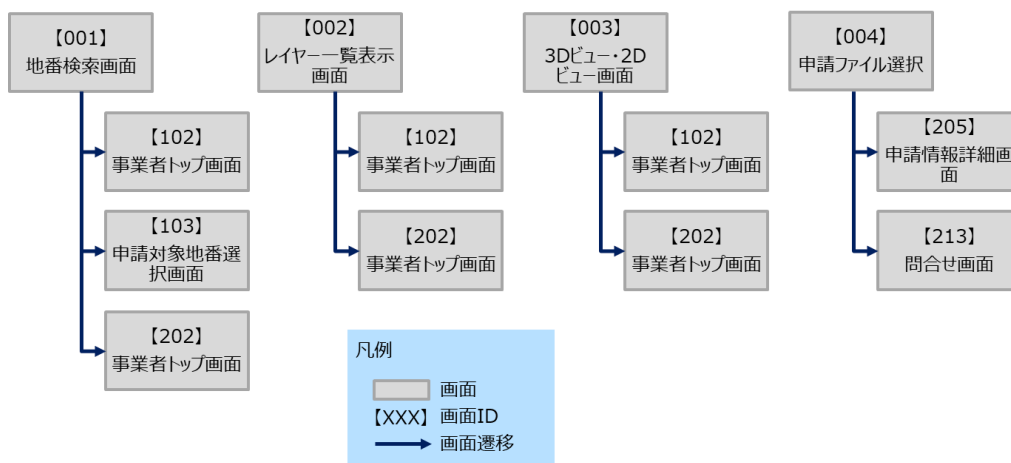 【001】
地番検索画面
【102】
事業者トップ画面
【103】
申請対象地番選
択画面
【202】
事業者トップ画面
【002】
レイヤー一覧表示
画面
【102】
事業者トップ画面
【202】
事業者トップ画面
【003】
3Dビュー・2D
ビュー画面
【102】
事業者トップ画面
【202】
事業者トップ画面
【004】
申請ファイル選択
【205】
申請情報詳細画
面
【213】
問合せ画面
凡例
画面
【XXX】 画面ID
画面遷移